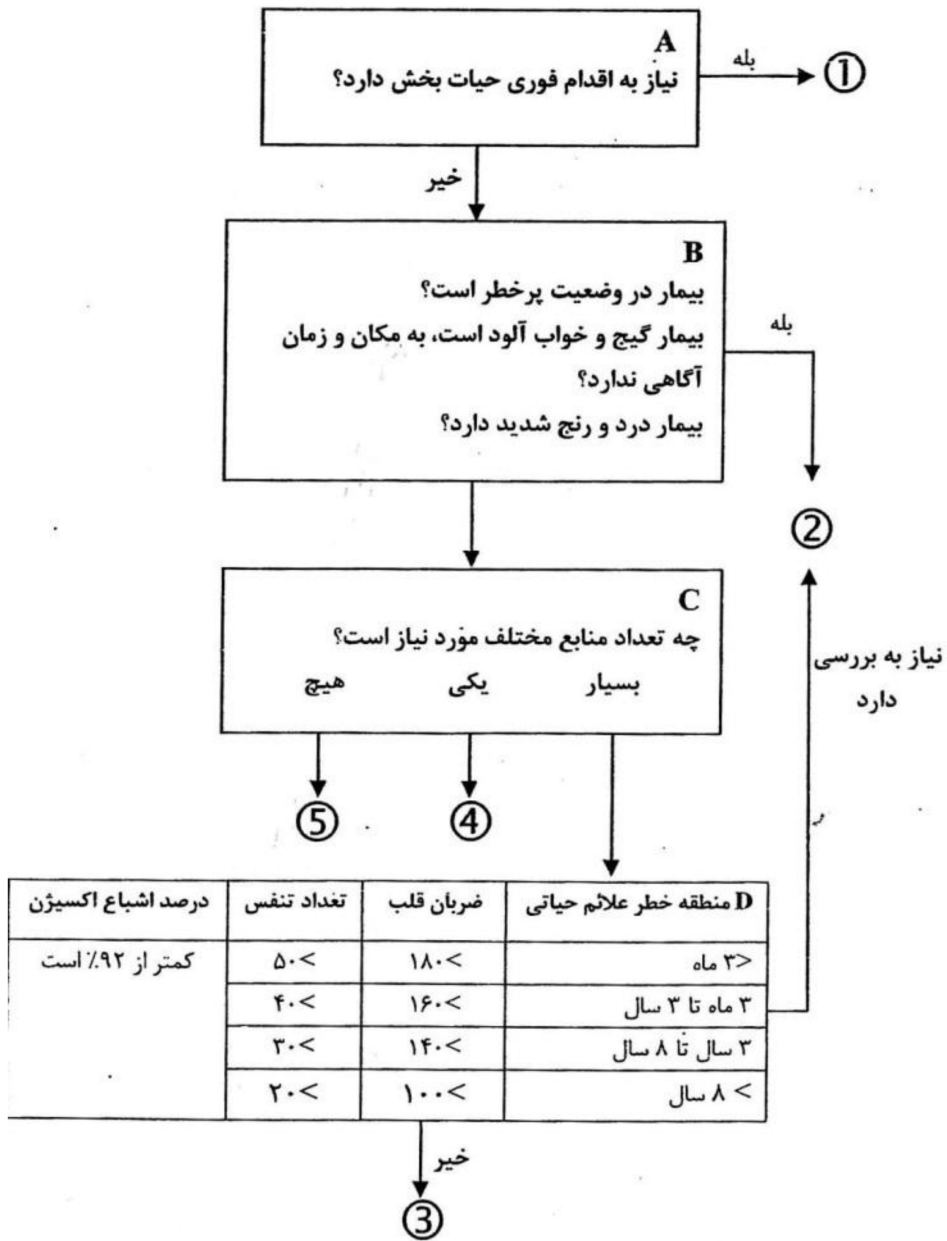 A
نیاز به اقدام فوری حیات بخش دارد؟
بله
①
خیر
B
بیمار در وضعیت پرخطر است؟
بیمار گیج و خواب آلود است، به مکان و زمان
آگاهی ندارد؟
بیمار درد و رنج شدید دارد؟
بله
②
C
چه تعداد منابع مختلف مورد نیاز است؟
بسیار یکی هیچ
نیاز به بررسی
دارد
⑤ ④
D منطقه خطر علائم حیاتی ضربان قلب تعداد تنفس درصد اشباع اکسیژن
<۳ ماه >۱۸۰ >۵۰ کمتر از ۹۲٪ است
۳ ماه تا ۳ سال >۱۶۰ >۴۰
۳ سال تا ۸ سال >۱۴۰ >۳۰
> ۸ سال >۱۰۰ >۲۰
خیر
③